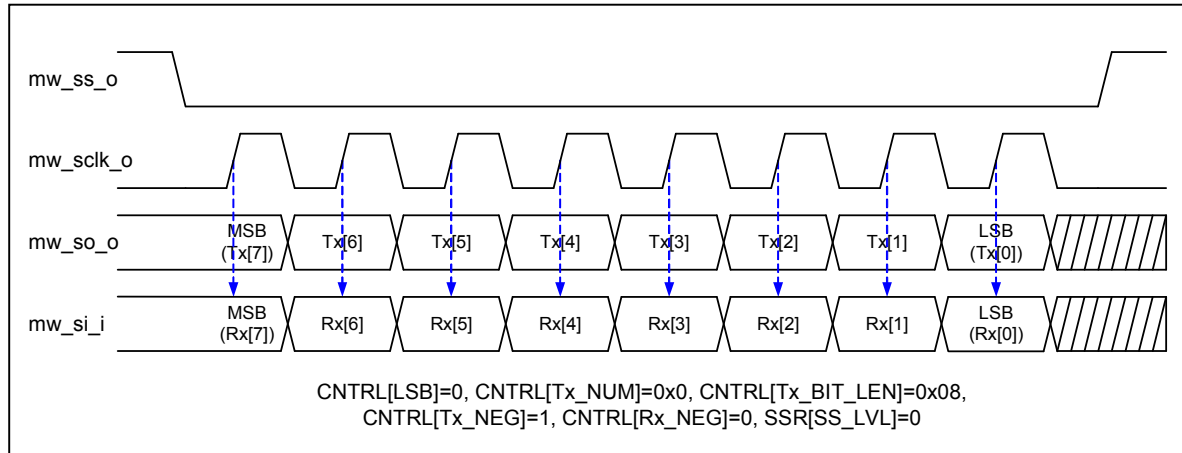 mw_ss_o
mw_sclk_o
mw_so_o
MSB
(Tx[7])
Tx[6]
Tx[5]
Tx[4]
Tx[3]
Tx[2]
Tx[1]
LSB
(Tx[0])
mw_si_i
MSB
(Rx[7])
Rx[6]
Rx[5]
Rx[4]
Rx[3]
Rx[2]
Rx[1]
LSB
(Rx[0])
CNTRL[LSB]=0, CNTRL[Tx_NUM]=0x0, CNTRL[Tx_BIT_LEN]=0x08,
CNTRL[Tx_NEG]=1, CNTRL[Rx_NEG]=0, SSR[SS_LVL]=0